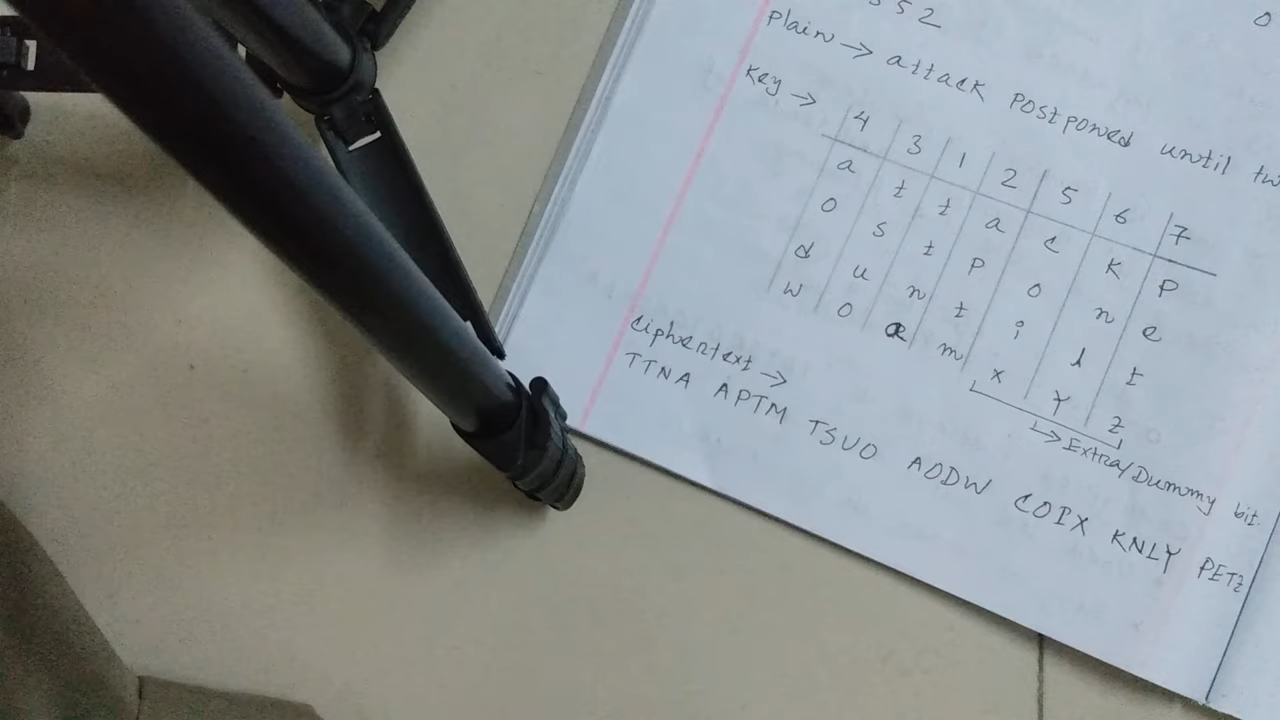 552
Plain → attack postponed until tw
Key → 4 3 1 2 5 6 7
a t t a c k p
o s t p o n e
d u n t i l t
w o a m x Y z
↳ Extra/Dummy bit.
ciphertext →
TTNA APTM TSUO AODW COIX KNLY PETZ